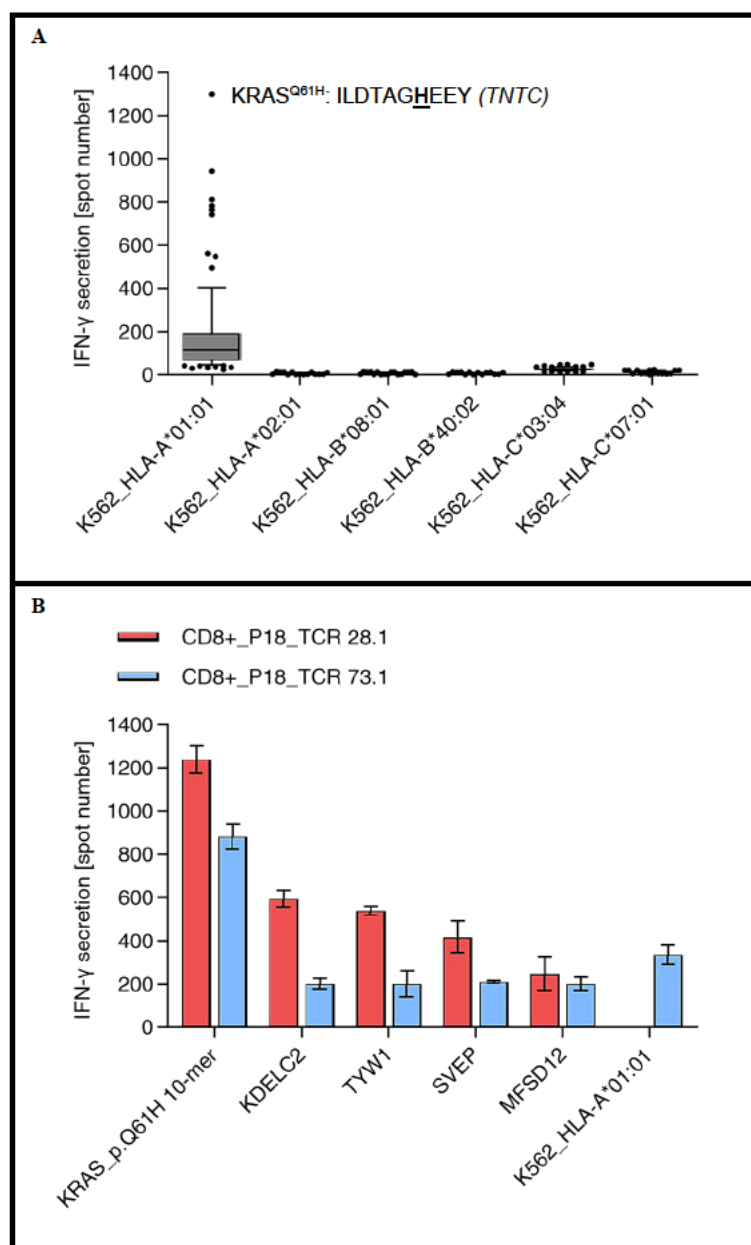 A
1400
1200
1000
800
600
400
200
0
IFN-γ secretion [spot number]
KRASQ61H: ILDTAGHEEY (TNTC)
K562_HLA-A*01:01
K562_HLA-A*02:01
K562_HLA-B*08:01
K562_HLA-B*40:02
K562_HLA-C*03:04
K562_HLA-C*07:01
B
CD8+_P18_TCR 28.1
CD8+_P18_TCR 73.1
1400
1200
1000
800
600
400
200
0
IFN-γ secretion [spot number]
KRAS_p.Q61H 10-mer
KDELC2
TYW1
SVEP
MFSD12
K562_HLA-A*01:01